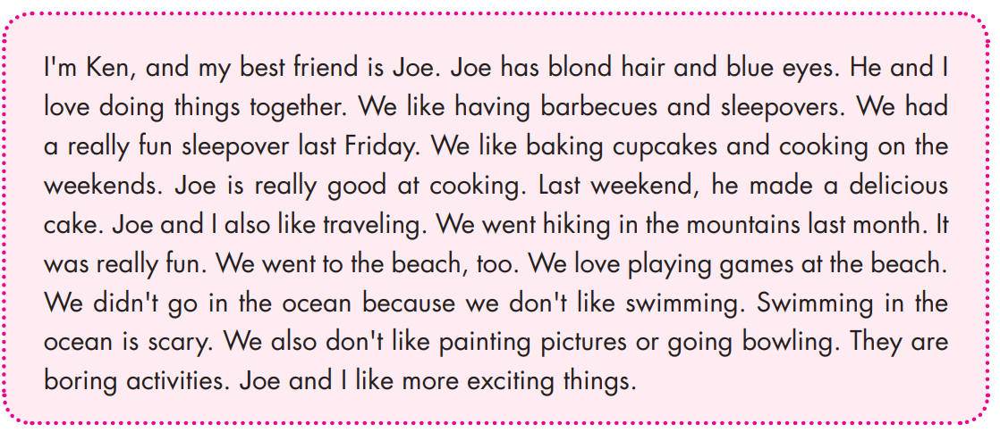 I'm Ken, and my best friend is Joe. Joe has blond hair and blue eyes. He and I
love doing things together. We like having barbecues and sleepovers. We had
a really fun sleepover last Friday. We like baking cupcakes and cooking on the
weekends. Joe is really good at cooking. Last weekend, he made a delicious
cake. Joe and I also like traveling. We went hiking in the mountains last month. It
was really fun. We went to the beach, too. We love playing games at the beach.
We didn't go in the ocean because we don't like swimming. Swimming in the
ocean is scary. We also don't like painting pictures or going bowling. They are
boring activities. Joe and I like more exciting things.